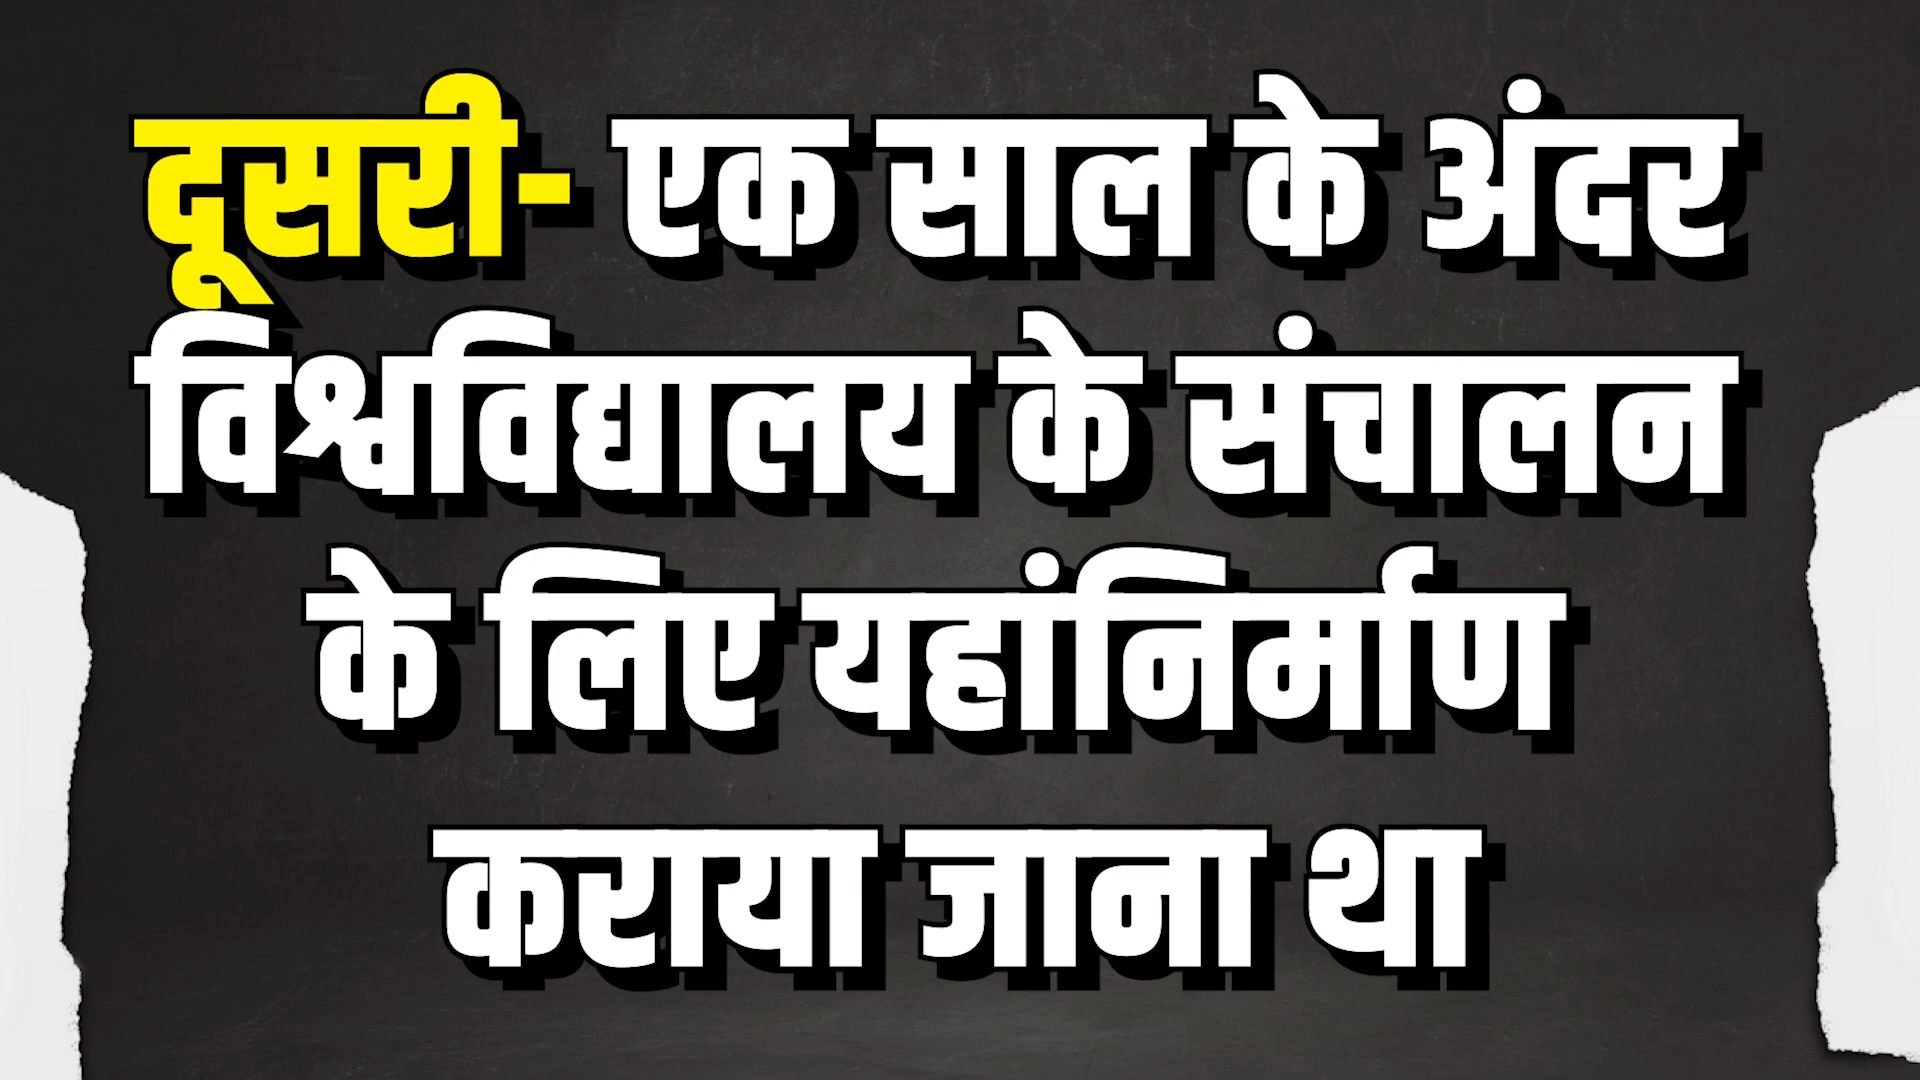 दूसरी- एक साल के अंदर
विश्वविद्यालय के संचालन
के लिए यहांनिर्माण
कराया जाना था